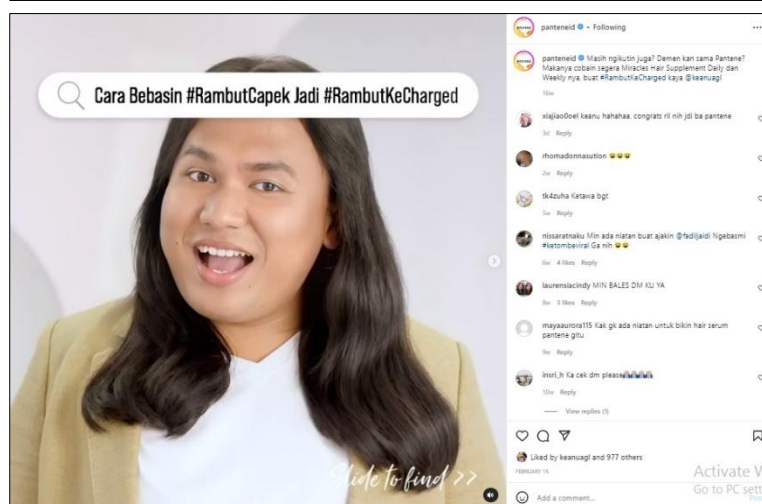 Cara Bebasin #RambutCapek Jadi #RambutKeCharged
Slide to find >>
panteneid • Following
panteneid Masih ngikutin juga? Demen kan sama Pantene?
Makanya cobain segera Miracles Hair Supplement Daily dan
Weekly nya, buat #RambutKeCharged kaya @keanuagl
10w
xiajiao0oel keanu hahahaa, congrats rii nih jdi ba pantene
3d Reply
rhomadonnasution 😍😍😍
2w Reply
tk4zuha Ketawa bgt
5w Reply
nissaratnaku Min ada niatan buat ajakin @fadiljaidi Ngebasmi
#ketombeviral Ga nih 😍😍
6w 4 likes Reply
laurensiacindy MIN BALES DM KU YA
8w 3 likes Reply
mayaaurora115 Kak gk ada niatan untuk bikin hair serum
pantene gitu
9w Reply
insri_h Ka cek dm please🙏🙏🙏🙏
10w Reply
View replies (1)
Liked by keanuagl and 977 others
FEBRUARY 15
Add a comment...
Activate W
Go to PC sett